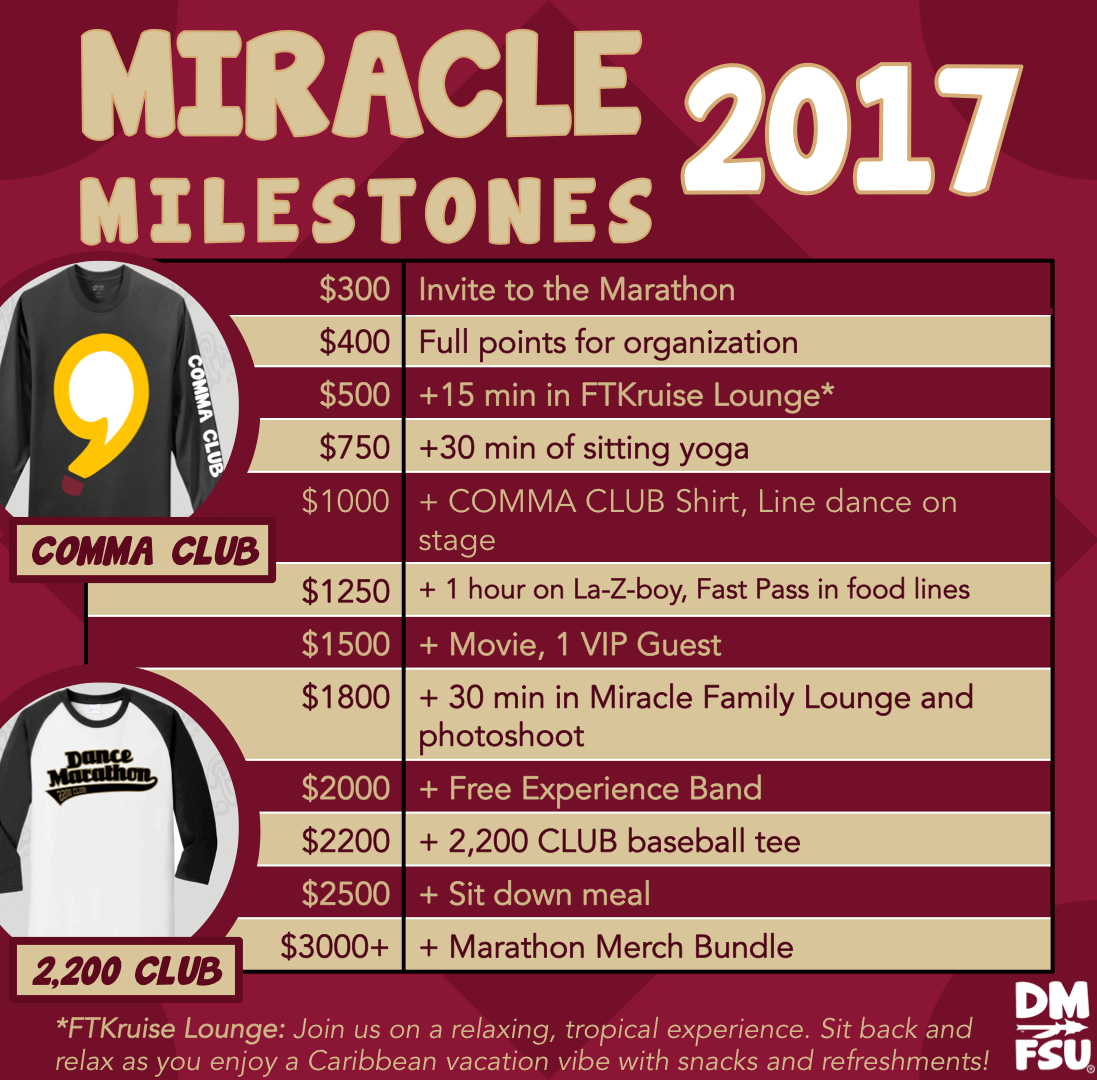 MIRACLE 2017
MILESTONES
$300 Invite to the Marathon
$400 Full points for organization
$500 +15 min in FTKruise Lounge*
$750 +30 min of sitting yoga
$1000 + COMMA CLUB Shirt, Line dance on
stage
$1250 + 1 hour on La-Z-boy, Fast Pass in food lines
$1500 + Movie, 1 VIP Guest
$1800 + 30 min in Miracle Family Lounge and
photoshoot
$2000 + Free Experience Band
$2200 + 2,200 CLUB baseball tee
$2500 + Sit down meal
$3000+ + Marathon Merch Bundle
COMMA CLUB
COMMA CLUB
Dance
Marathon
2200 CLUB
2,200 CLUB
*FTKruise Lounge: Join us on a relaxing, tropical experience. Sit back and
relax as you enjoy a Caribbean vacation vibe with snacks and refreshments!
DM
FSU®